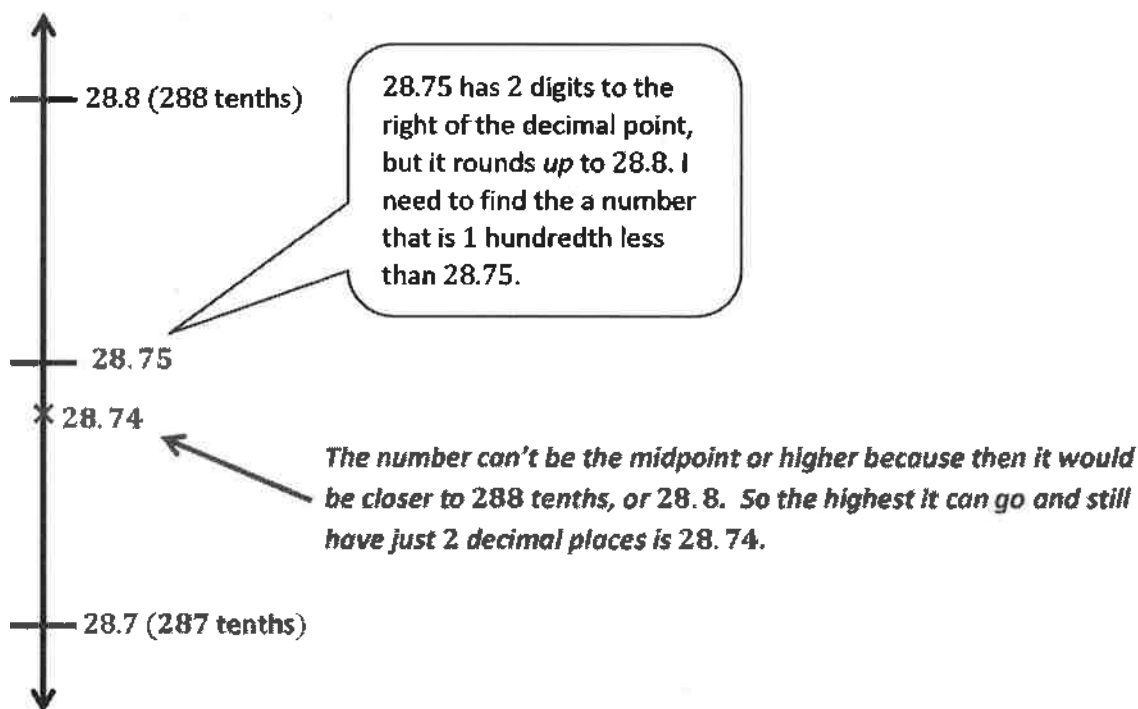 28.8 (288 tenths)
28.75 has 2 digits to the
right of the decimal point,
but it rounds up to 28.8. I
need to find the a number
that is 1 hundredth less
than 28.75.
28.75
28.74
The number can't be the midpoint or higher because then it would
be closer to 288 tenths, or 28.8. So the highest it can go and still
have just 2 decimal places is 28.74.
28.7 (287 tenths)